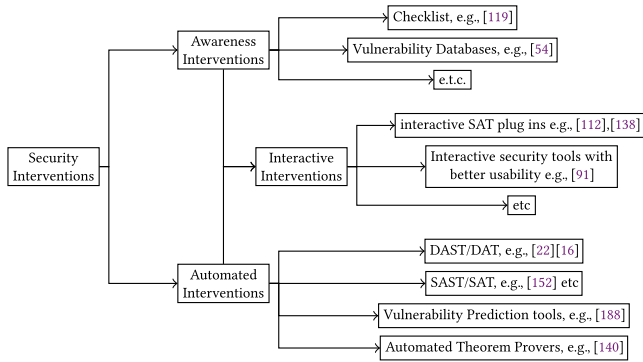 Checklist, e.g., [119]
Awareness
Interventions
Vulnerability Databases, e.g., [54]
e.t.c.
interactive SAT plug ins e.g., [112],[138]
Security
Interventions
Interactive
Interventions
Interactive security tools with
better usability e.g., [91]
etc
DAST/DAT, e.g., [22][16]
Automated
Interventions
SAST/SAT, e.g., [152] etc
Vulnerability Prediction tools, e.g., [188]
Automated Theorem Provers, e.g., [140]